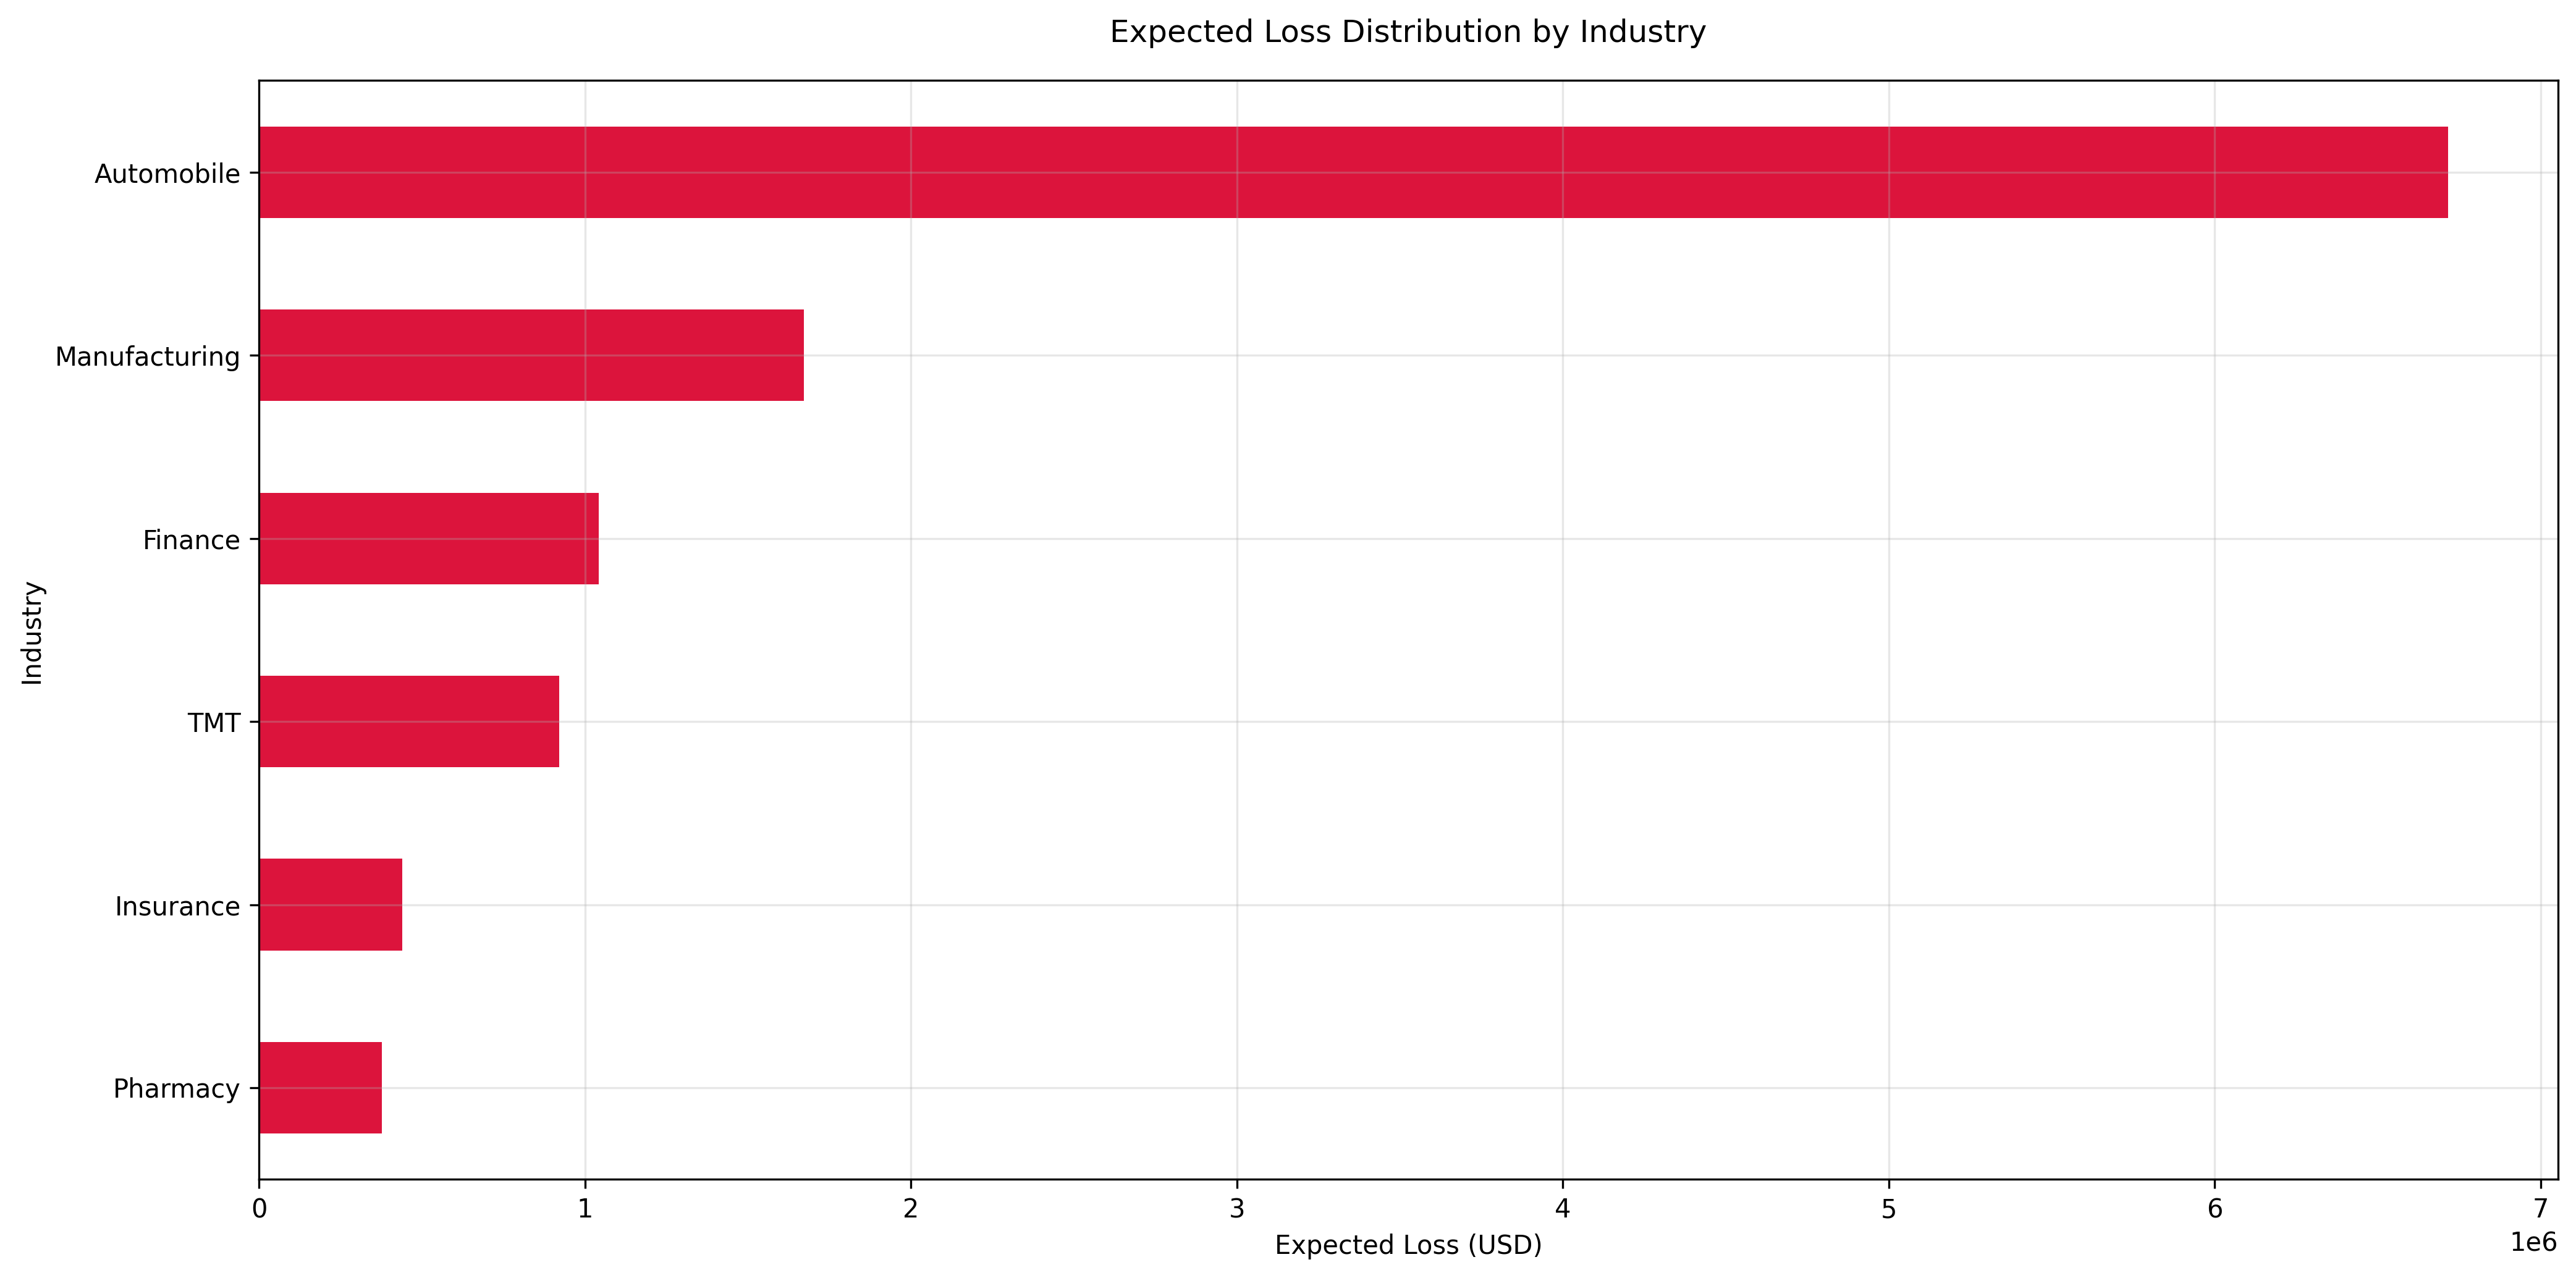 Expected Loss Distribution by Industry
Industry
Automobile
Manufacturing
Finance
TMT
Insurance
Pharmacy
0 1 2 3 4 5 6 7
1e6
Expected Loss (USD)